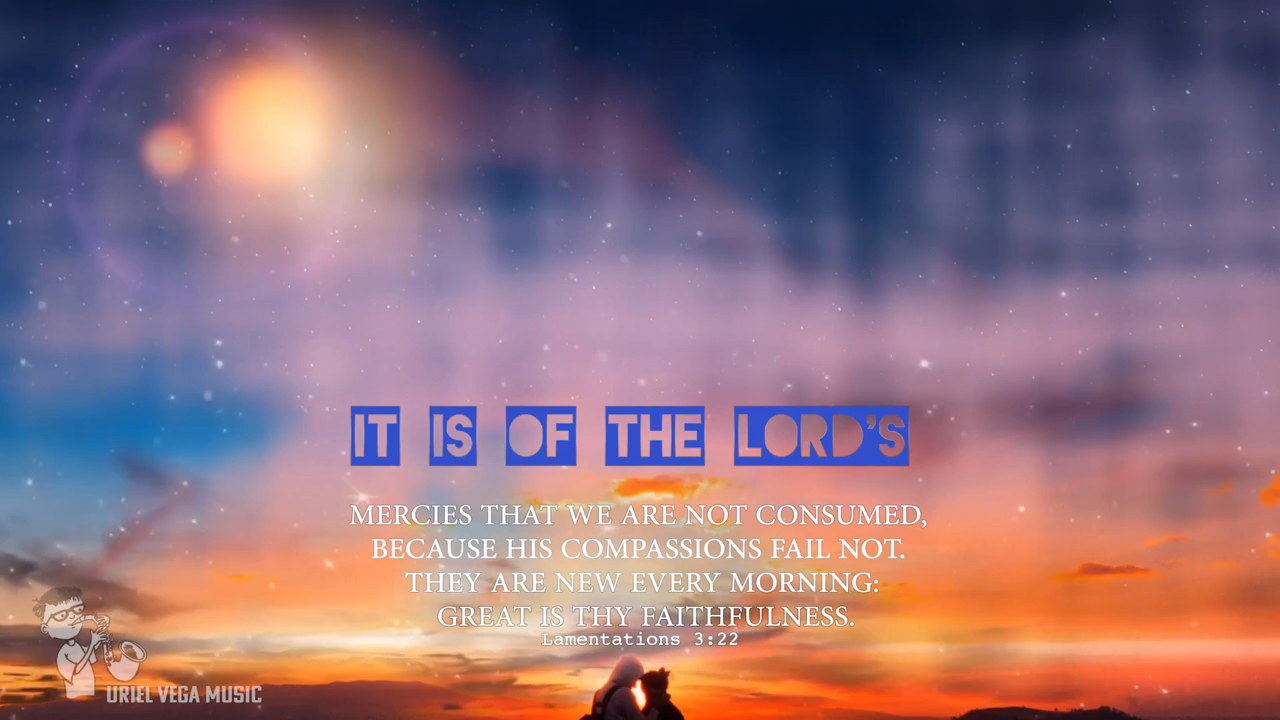 IT IS OF THE LORD'S
MERCIES THAT WE ARE NOT CONSUMED,
BECAUSE HIS COMPASSIONS FAIL NOT.
THEY ARE NEW EVERY MORNING:
GREAT IS THY FAITHFULNESS.
Lamentations 3:22
URIEL VEGA MUSIC